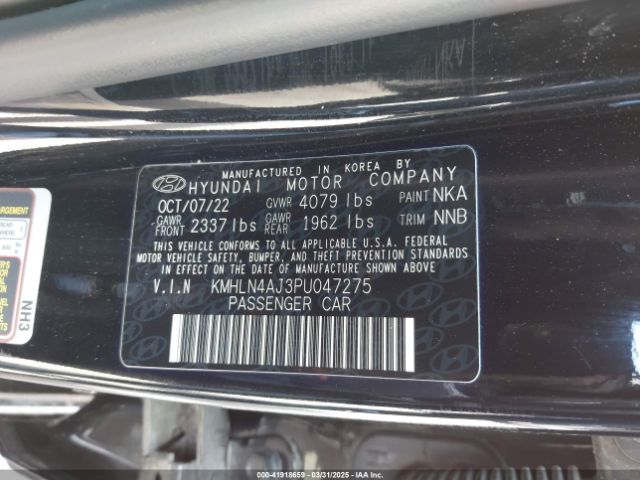 MANUFACTURED IN KOREA BY
HYUNDAI MOTOR COMPANY
OCT/07/22 GVWR 4079 lbs PAINT NKA
GAWR FRONT 2337 lbs GAWR REAR 1962 lbs TRIM NNB
THIS VEHICLE CONFORMS TO ALL APPLICABLE U.S.A. FEDERAL
MOTOR VEHICLE SAFETY, BUMPER, AND THEFT PREVENTION STANDARDS
IN EFFECT ON THE DATE OF MANUFACTURE SHOWN ABOVE.
V.I.N KMHLN4AJ3PU047275
PASSENGER CAR
NH3
000-41918659 - 03/31/2025 - IAAI.COM